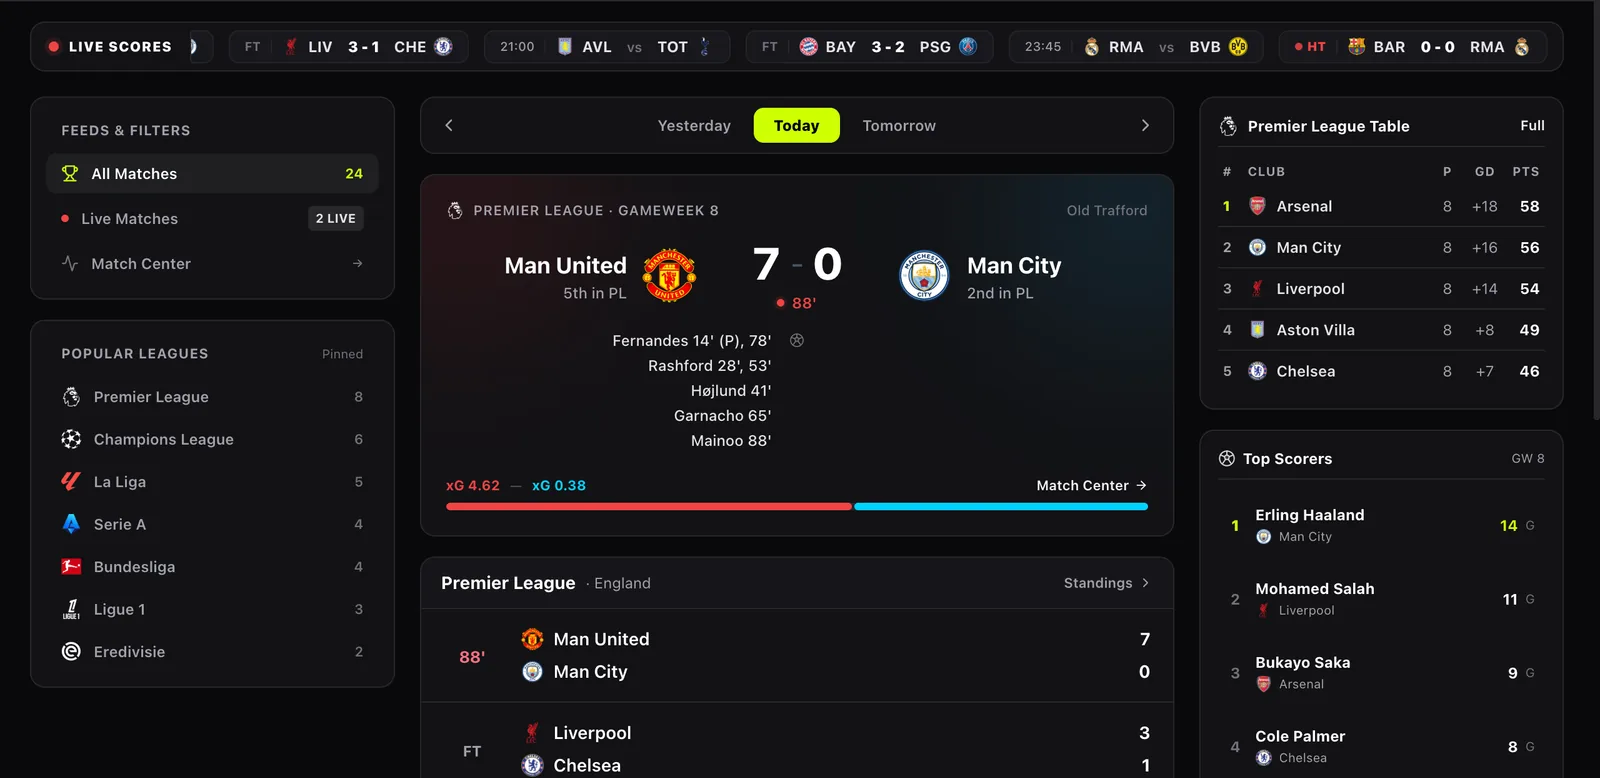 LIVE SCORES
FT LIV 3 - 1 CHE
21:00 AVL vs TOT
FT BAY 3 - 2 PSG
23:45 RMA vs BVB
HT BAR 0 - 0 RMA
FEEDS & FILTERS
All Matches 24
Live Matches 2 LIVE
Match Center →
POPULAR LEAGUES Pinned
Premier League 8
Champions League 6
La Liga 5
Serie A 4
Bundesliga 4
Ligue 1 3
Eredivisie 2
Yesterday Today Tomorrow
PREMIER LEAGUE · GAMEWEEK 8 Old Trafford
Man United 7 - 0 Man City
5th in PL 88' 2nd in PL
Fernandes 14' (P), 78'
Rashford 28', 53'
Højlund 41'
Garnacho 65'
Mainoo 88'
xG 4.62 — xG 0.38 Match Center →
Premier League · England Standings
88' Man United 7
Man City 0
FT Liverpool 3
Chelsea 1
Premier League Table Full
# CLUB P GD PTS
1 Arsenal 8 +18 58
2 Man City 8 +16 56
3 Liverpool 8 +14 54
4 Aston Villa 8 +8 49
5 Chelsea 8 +7 46
Top Scorers GW 8
1 Erling Haaland 14 G
Man City
2 Mohamed Salah 11 G
Liverpool
3 Bukayo Saka 9 G
Arsenal
4 Cole Palmer 8 G
Chelsea